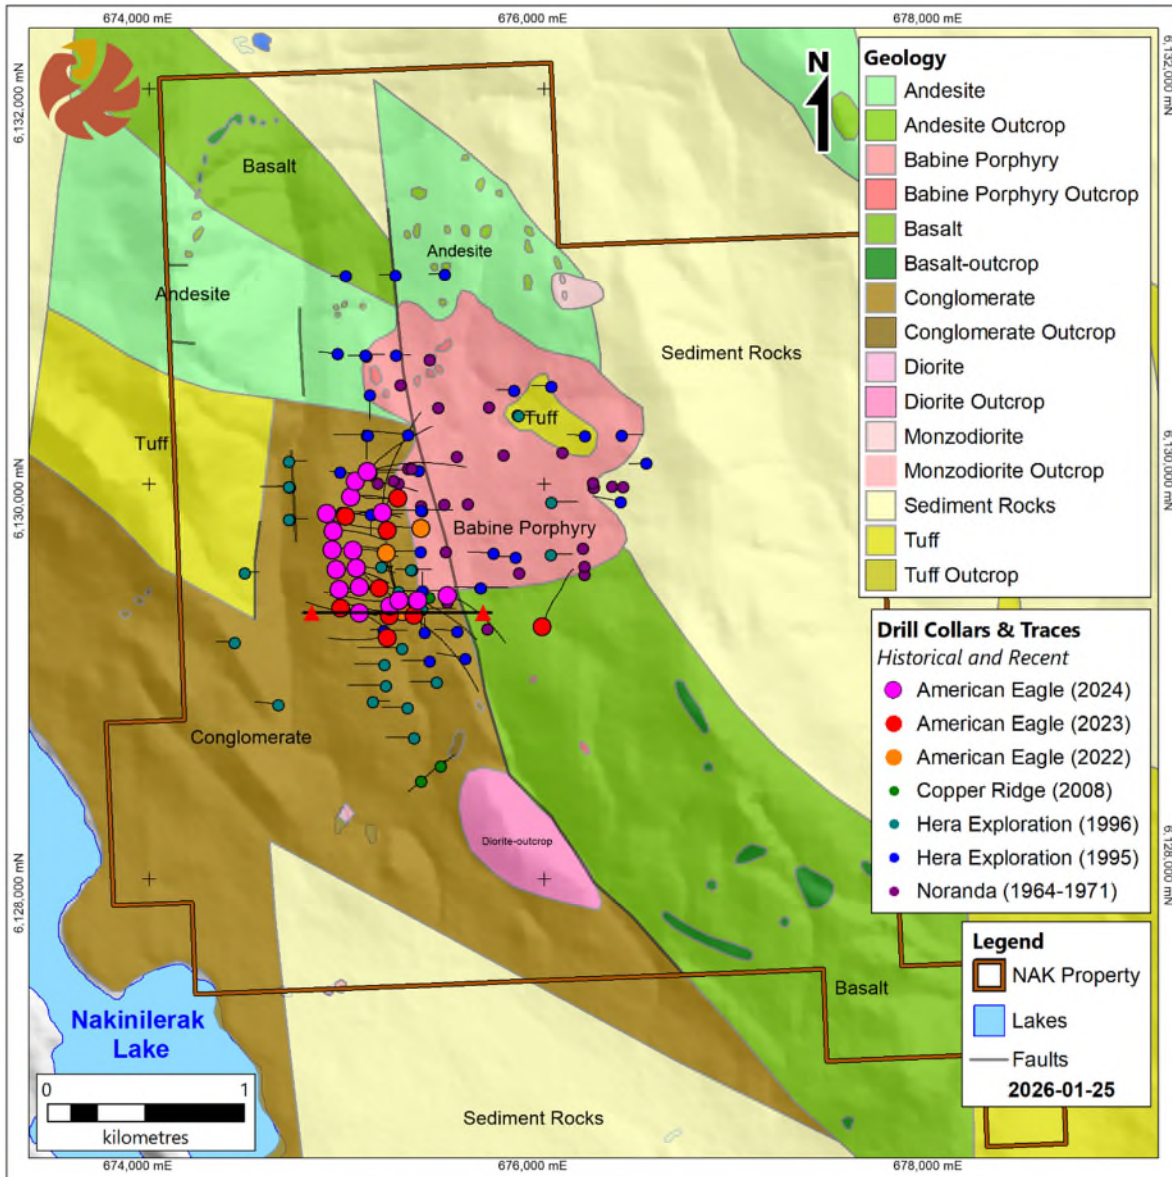 674,000 mE
676,000 mE
678,000 mE
6,132,000 mN
6,132,000 mN
N
Geology
Andesite
Andesite Outcrop
Babine Porphyry
Babine Porphyry Outcrop
Basalt
Basalt-outcrop
Conglomerate
Conglomerate Outcrop
Diorite
Diorite Outcrop
Monzodiorite
Monzodiorite Outcrop
Sediment Rocks
Tuff
Tuff Outcrop
Basalt
Andesite
Andesite
Sediment Rocks
Tuff
Tuff
6,130,000 mN
6,130,000 mN
Babine Porphyry
Drill Collars & Traces
Historical and Recent
American Eagle (2024)
American Eagle (2023)
American Eagle (2022)
Copper Ridge (2008)
Hera Exploration (1996)
Hera Exploration (1995)
Noranda (1964-1971)
Conglomerate
Diorite-outcrop
6,128,000 mN
6,128,000 mN
Legend
NAK Property
Lakes
Faults
2026-01-25
Basalt
Nakinilerak
Lake
0 1
kilometres
Sediment Rocks
674,000 mE
676,000 mE
678,000 mE